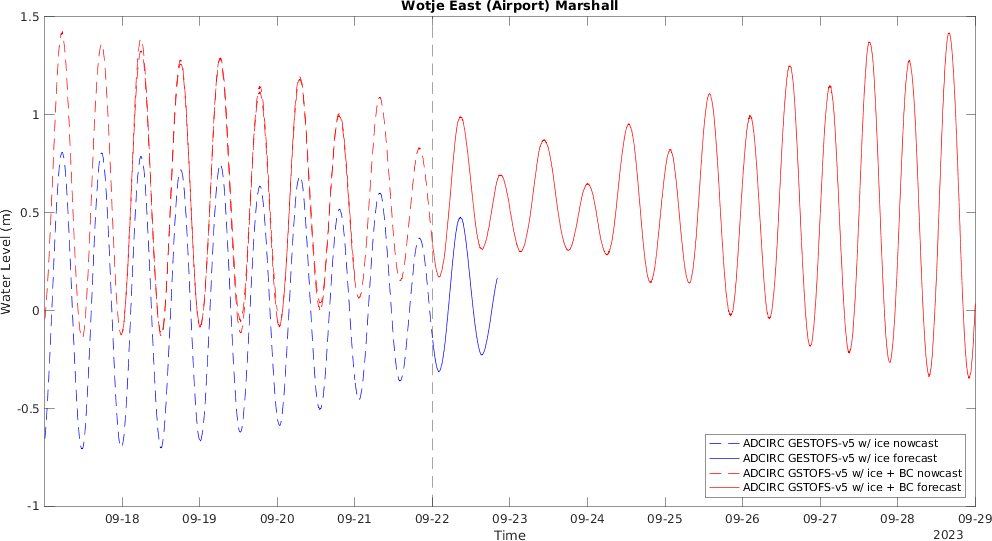 Wotje East (Airport) Marshall
1.5
1
0.5
0
-0.5
-1
Water Level (m)
09-18 09-19 09-20 09-21 09-22 09-23 09-24 09-25 09-26 09-27 09-28 09-29
Time
2023
ADCIRC GESTOFS-v5 w/ ice nowcast
ADCIRC GESTOFS-v5 w/ ice forecast
ADCIRC GSTOFS-v5 w/ ice + BC nowcast
ADCIRC GSTOFS-v5 w/ ice + BC forecast